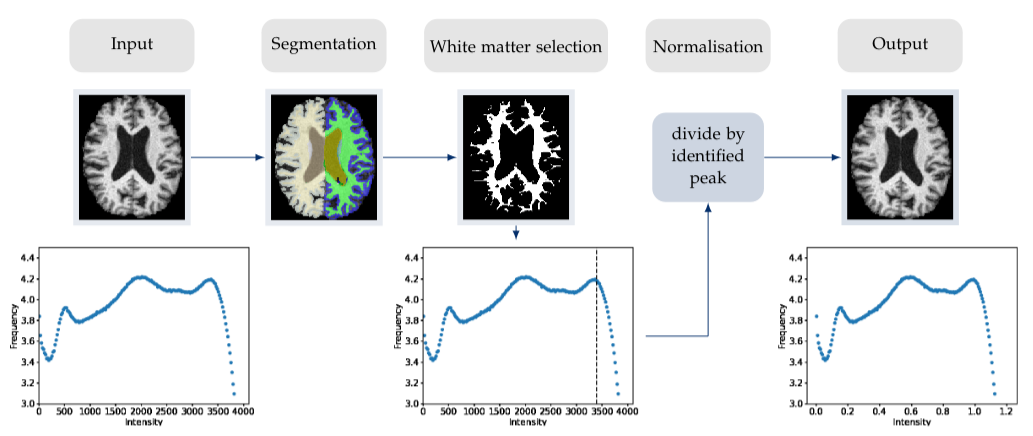 Input
Segmentation
White matter selection
Normalisation
Output
divide by
identified
peak
4.4
4.2
4.0
3.8
3.6
3.4
3.2
3.0
Frequency
0 500 1000 1500 2000 2500 3000 3500 4000
Intensity
4.4
4.2
4.0
3.8
3.6
3.4
3.2
3.0
Frequency
0 500 1000 1500 2000 2500 3000 3500 4000
Intensity
4.4
4.2
4.0
3.8
3.6
3.4
3.2
3.0
Frequency
0.0 0.2 0.4 0.6 0.8 1.0 1.2
Intensity